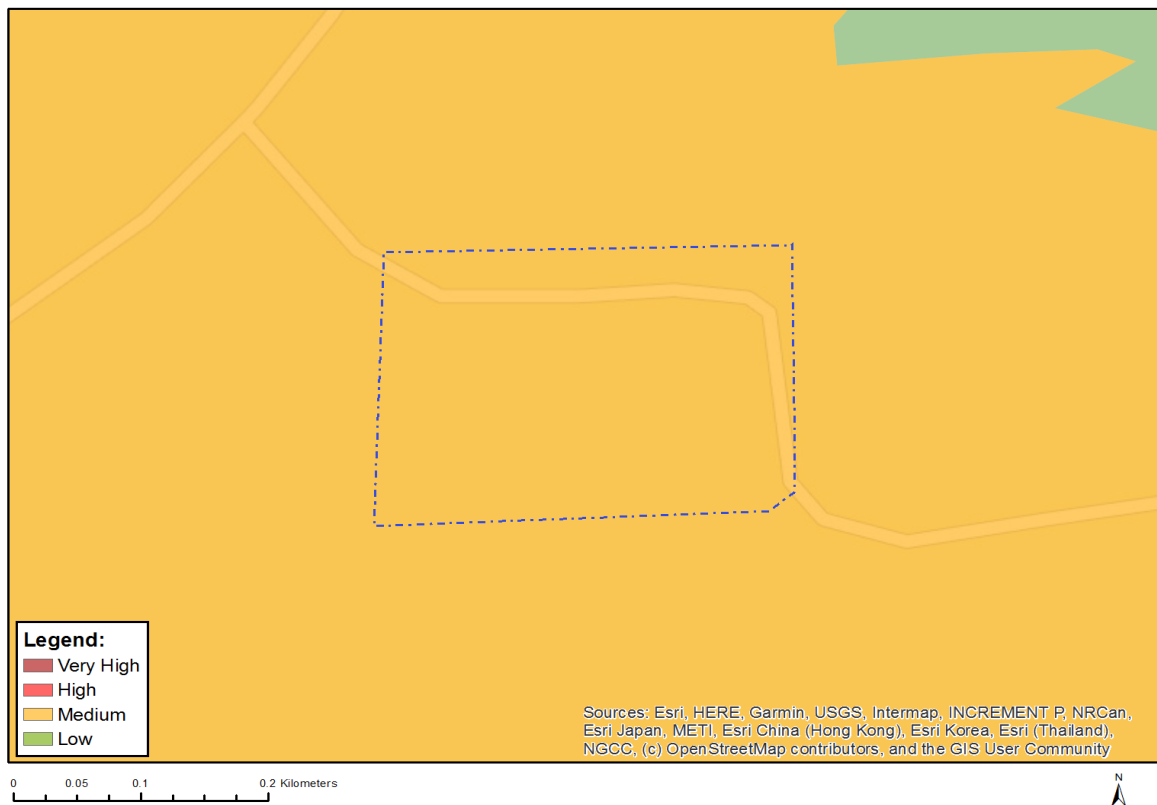 Legend:
Very High
High
Medium
Low
Sources: Esri, HERE, Garmin, USGS, Intermap, INCREMENT P, NRCan,
Esri Japan, METI, Esri China (Hong Kong), Esri Korea, Esri (Thailand),
NGCC, (c) OpenStreetMap contributors, and the GIS User Community
0 0.05 0.1 0.2 Kilometers
N